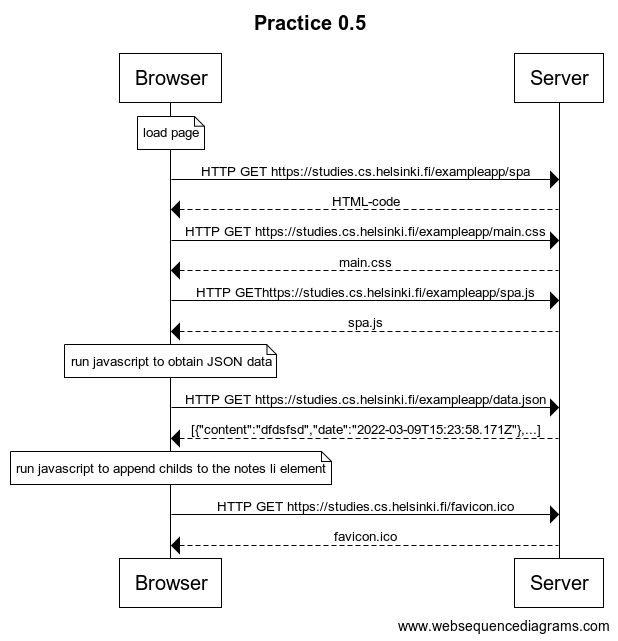 Practice 0.5
Browser
Server
load page
HTTP GET https://studies.cs.helsinki.fi/exampleapp/spa
HTML-code
HTTP GET https://studies.cs.helsinki.fi/exampleapp/main.css
main.css
HTTP GEThttps://studies.cs.helsinki.fi/exampleapp/spa.js
spa.js
run javascript to obtain JSON data
HTTP GET https://studies.cs.helsinki.fi/exampleapp/data.json
[{"content":"dfdsfsd","date":"2022-03-09T15:23:58.171Z"},...]
run javascript to append childs to the notes li element
HTTP GET https://studies.cs.helsinki.fi/favicon.ico
favicon.ico
Browser
Server
www.websequencediagrams.com